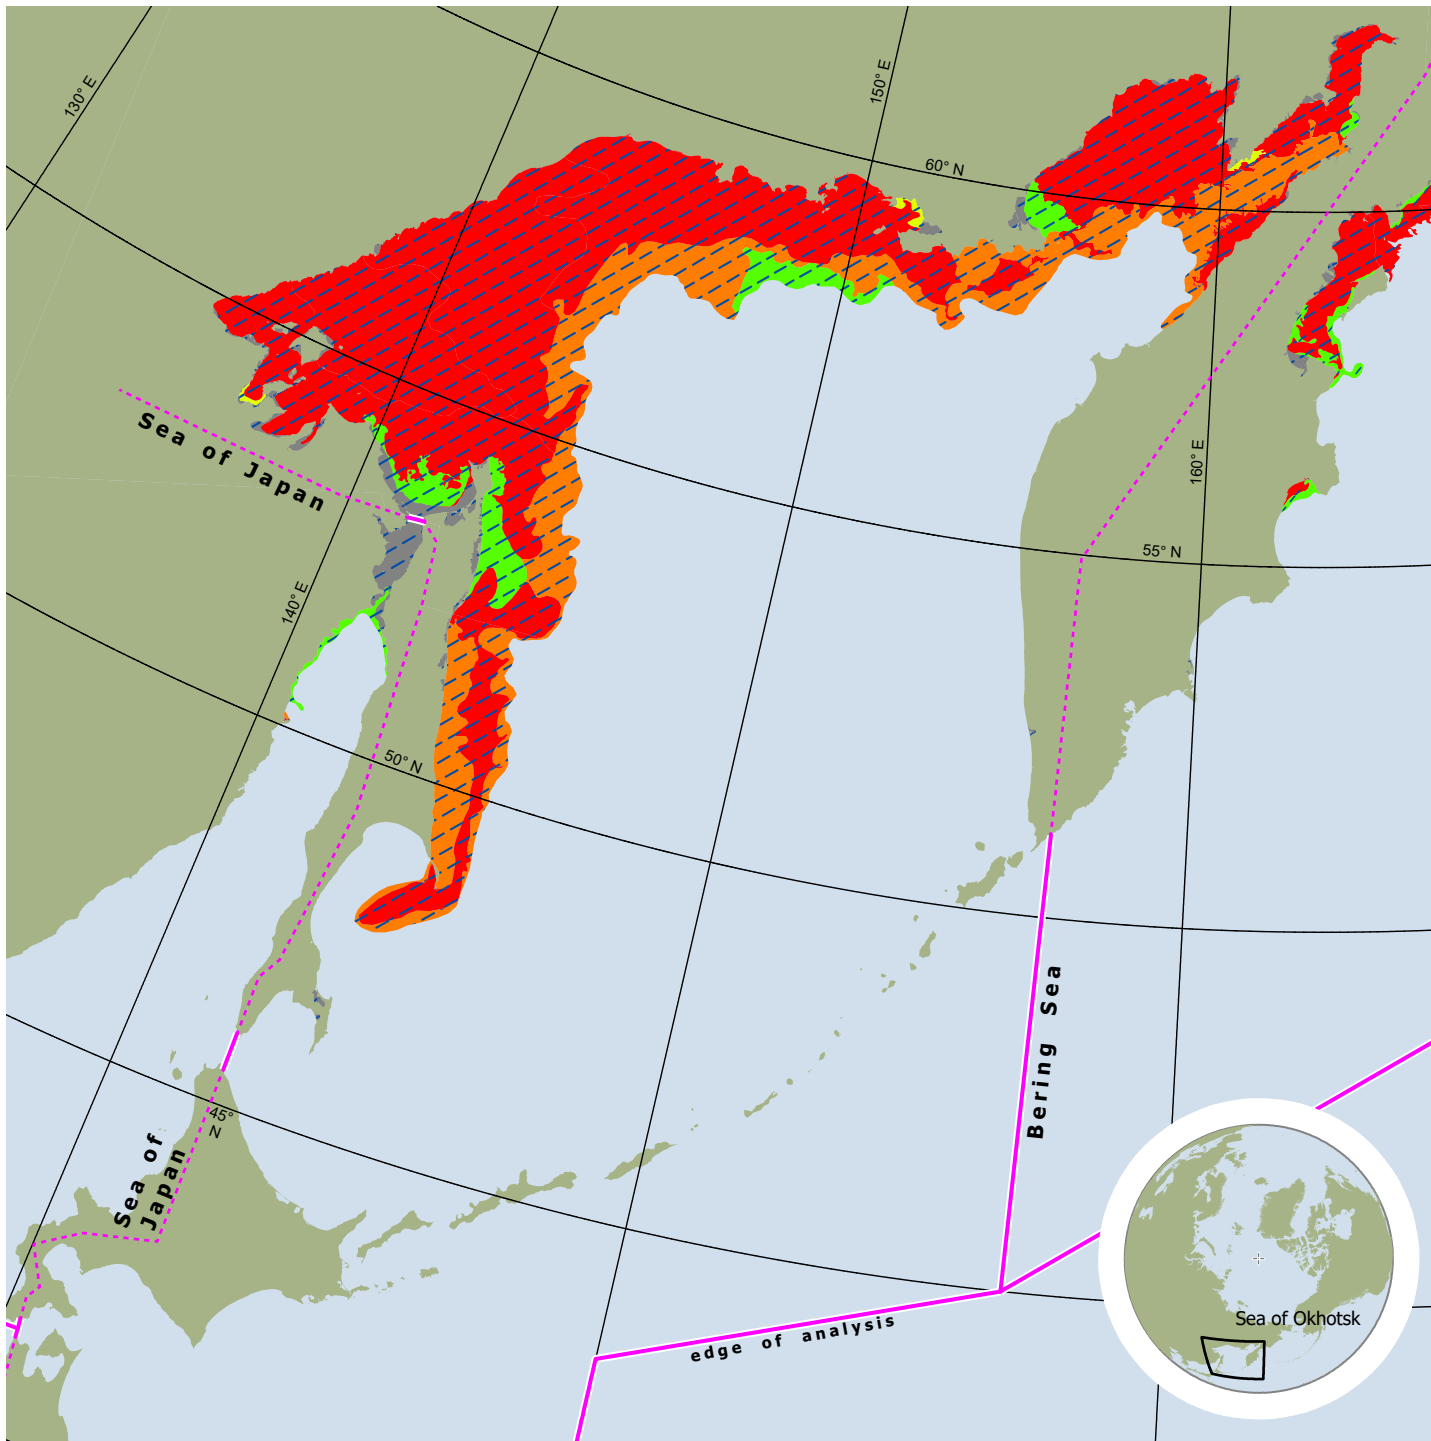 130° E
150° E
60° N
Sea of Japan
160° E
55° N
140° E
50° N
Bering Sea
45°
N
Sea of
Japan
Sea of Okhotsk
edge of analysis